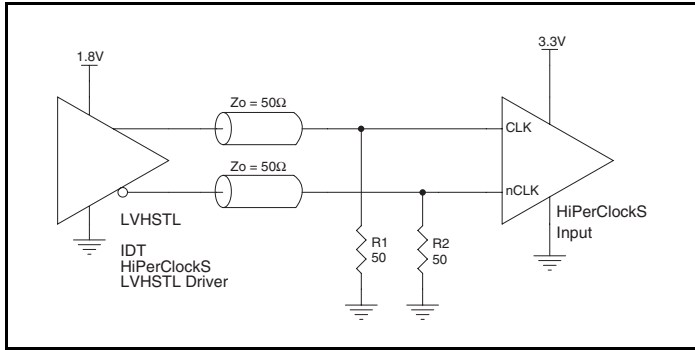 1.8V
3.3V
Zo = 50Ω
CLK
Zo = 50Ω
nCLK
LVHSTL
IDT
HiPerClockS
LVHSTL Driver
R1
50
R2
50
HiPerClockS
Input